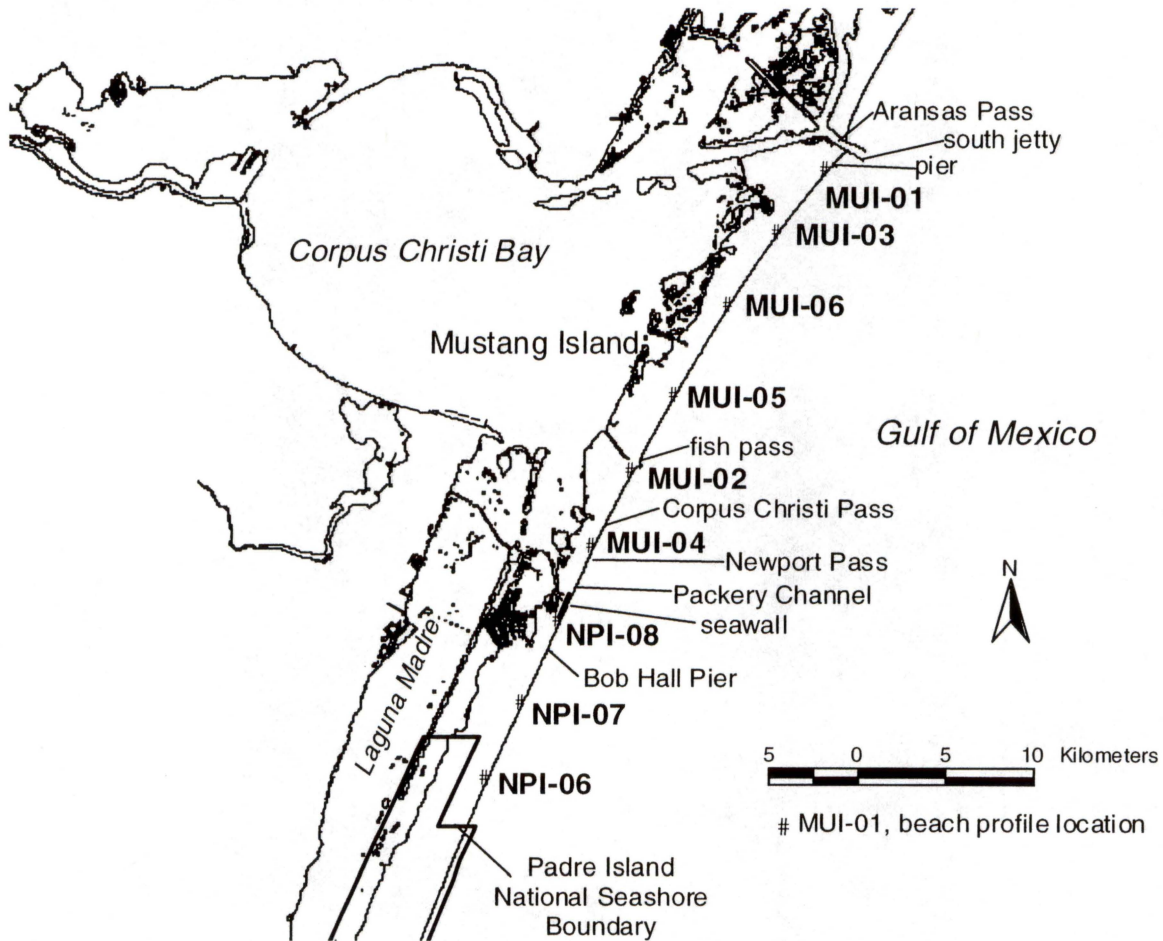 Aransas Pass
south jetty
pier
MUI-01
# MUI-03
Corpus Christi Bay
# MUI-06
Mustang Island
# MUI-05
Gulf of Mexico
fish pass
# MUI-02
Corpus Christi Pass
# MUI-04
Newport Pass
N
Packery Channel
seawall
# NPI-08
Laguna Madre
Bob Hall Pier
# NPI-07
5 0 5 10 Kilometers
# NPI-06
# MUI-01, beach profile location
Padre Island
National Seashore
Boundary